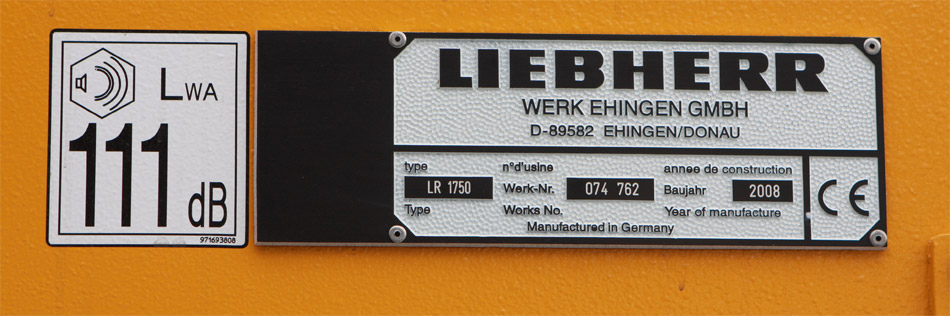 LWA
111 dB
971693808
LIEBHERR
WERK EHINGEN GMBH
D-89582 EHINGEN/DONAU
type n°d'usine annee de construction
LR 1750 Werk-Nr. 074 762 Baujahr 2008
Type Works No. Year of manufacture
Manufactured in Germany
CE